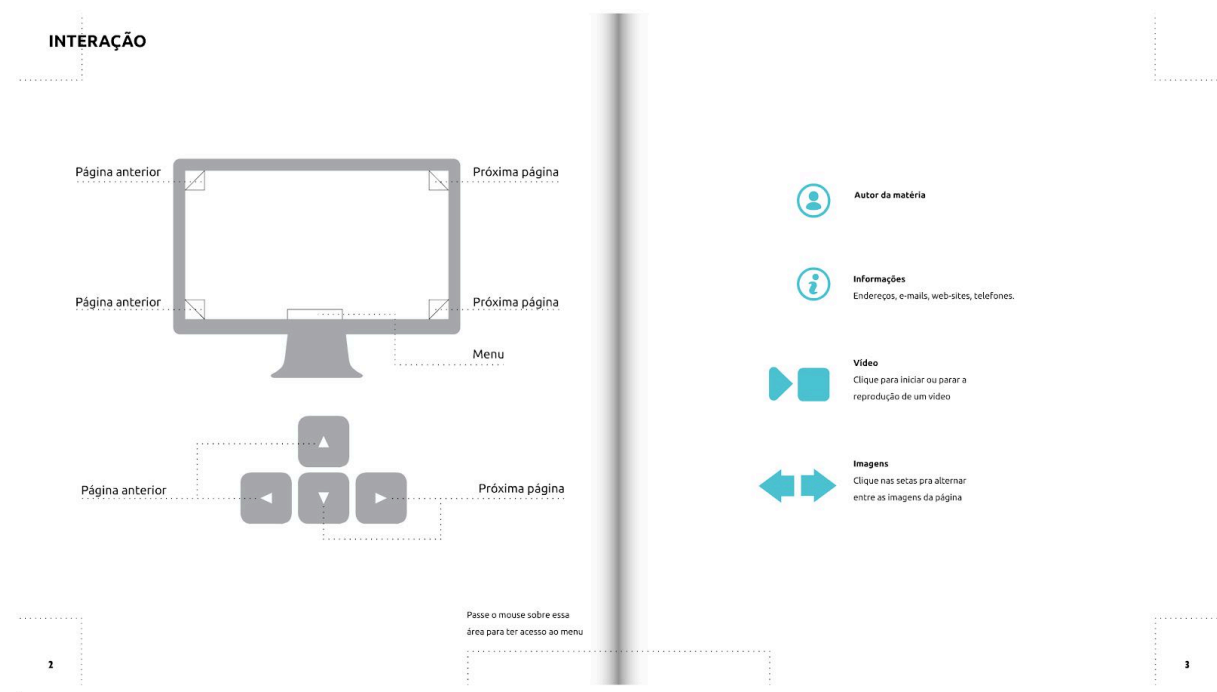 INTERAÇÃO
Página anterior
Próxima página
Página anterior
Próxima página
Menu
Página anterior
Próxima página
Passe o mouse sobre essa
área para ter acesso ao menu
2
Autor da matéria
Informações
Endereços, e-mails, web-sites, telefones.
Vídeo
Clique para iniciar ou parar a
reprodução de um vídeo
Imagens
Clique nas setas pra alternar
entre as imagens da página
3